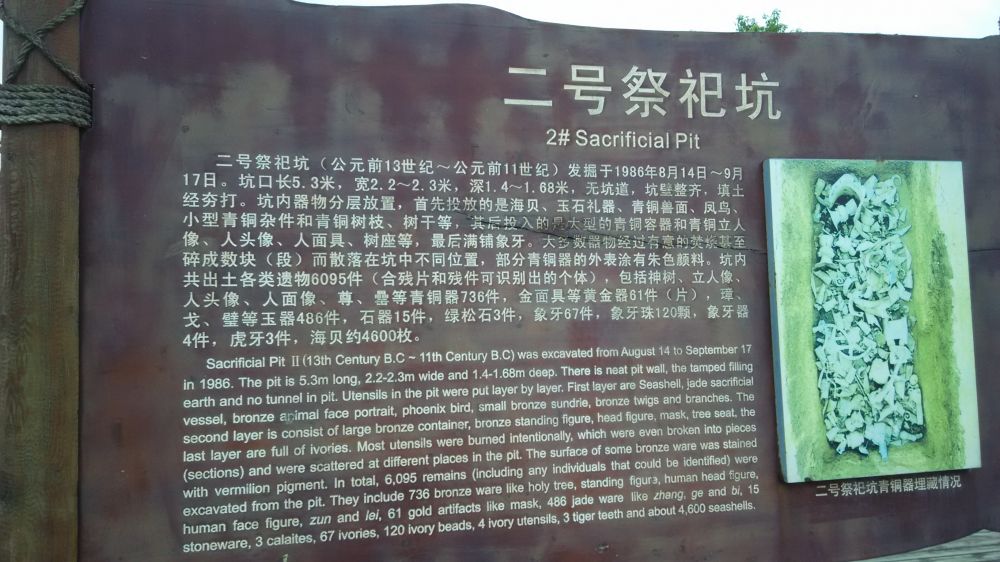 二号祭祀坑
2# Sacrificial Pit
二号祭祀坑（公元前13世纪～公元前11世纪）发掘于1986年8月14日～9月
17日。坑口长5.3米，宽2.2～2.3米，深1.4～1.68米，无坑道，坑壁整齐，填土
经夯打。坑内器物分层放置，首先投放的是海贝、玉石礼器、青铜兽面、凤鸟、
小型青铜杂件和青铜树枝、树干等，其后投入的是大型的青铜容器和青铜立人
像、人头像、人面具、树座等，最后满铺象牙。大多数器物经过有意的焚烧甚至
碎成数块（段）而散落在坑中不同位置，部分青铜器的外表涂有朱色颜料。坑内
共出土各类遗物6095件（含残片和残件可识别出的个体），包括神树、立人像、
人头像、人面像、尊、罍等青铜器736件，金面具等黄金器61件（片），璋、
戈、璧等玉器486件，石器15件，绿松石3件，象牙67件，象牙珠120颗，象牙器
4件，虎牙3件，海贝约4600枚。
Sacrificial Pit II (13th Century B.C ~ 11th Century B.C) was excavated from August 14 to September 17
in 1986. The pit is 5.3m long, 2.2-2.3m wide and 1.4-1.68m deep. There is neat pit wall, the tamped filling
earth and no tunnel in pit. Utensils in the pit were put layer by layer. First layer are Seashell, jade sacrificial
vessel, bronze animal face portrait, phoenix bird, small bronze sundrie, bronze twigs and branches. The
second layer is consist of large bronze container, bronze standing figure, head figure, mask, tree seat, the
last layer are full of ivories. Most utensils were burned intentionally, which were even broken into pieces
(sections) and were scattered at different places in the pit. The surface of some bronze ware was stained
with vermilion pigment. In total, 6,095 remains (including any individuals that could be identified) were
excavated from the pit. They include 736 bronze ware like holy tree, standing figura, human head figure,
human face figure, zun and lei, 61 gold artifacts like mask, 486 jade ware like zhang, ge and bi, 15
stoneware, 3 calaites, 67 ivories, 120 ivory beads, 4 ivory utensils, 3 tiger teeth and about 4,600 seashells.
二号祭祀坑青铜器埋藏情况